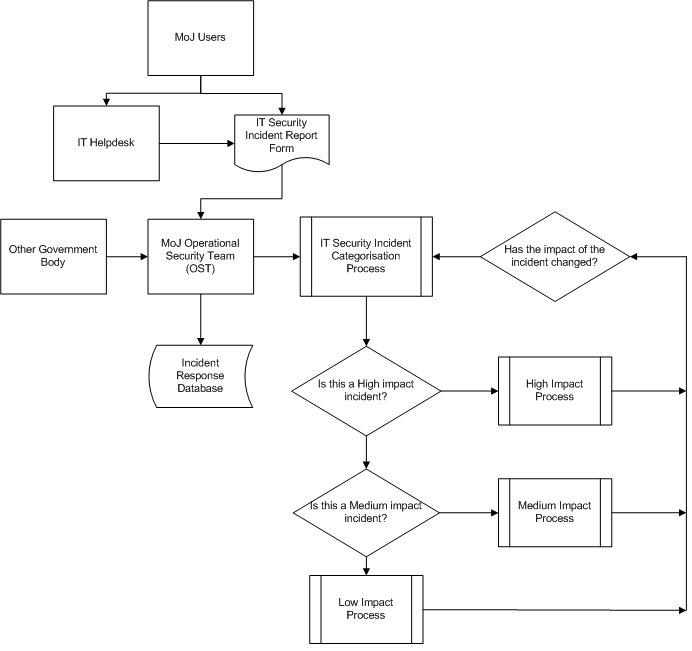 MoJ Users
IT Helpdesk
IT Security
Incident Report
Form
Other Government
Body
MoJ Operational
Security Team
(OST)
IT Security Incident
Categorisation
Process
Has the impact of the
incident changed?
Incident
Response
Database
Is this a High impact
incident?
High Impact
Process
Is this a Medium impact
incident?
Medium Impact
Process
Low Impact
Process